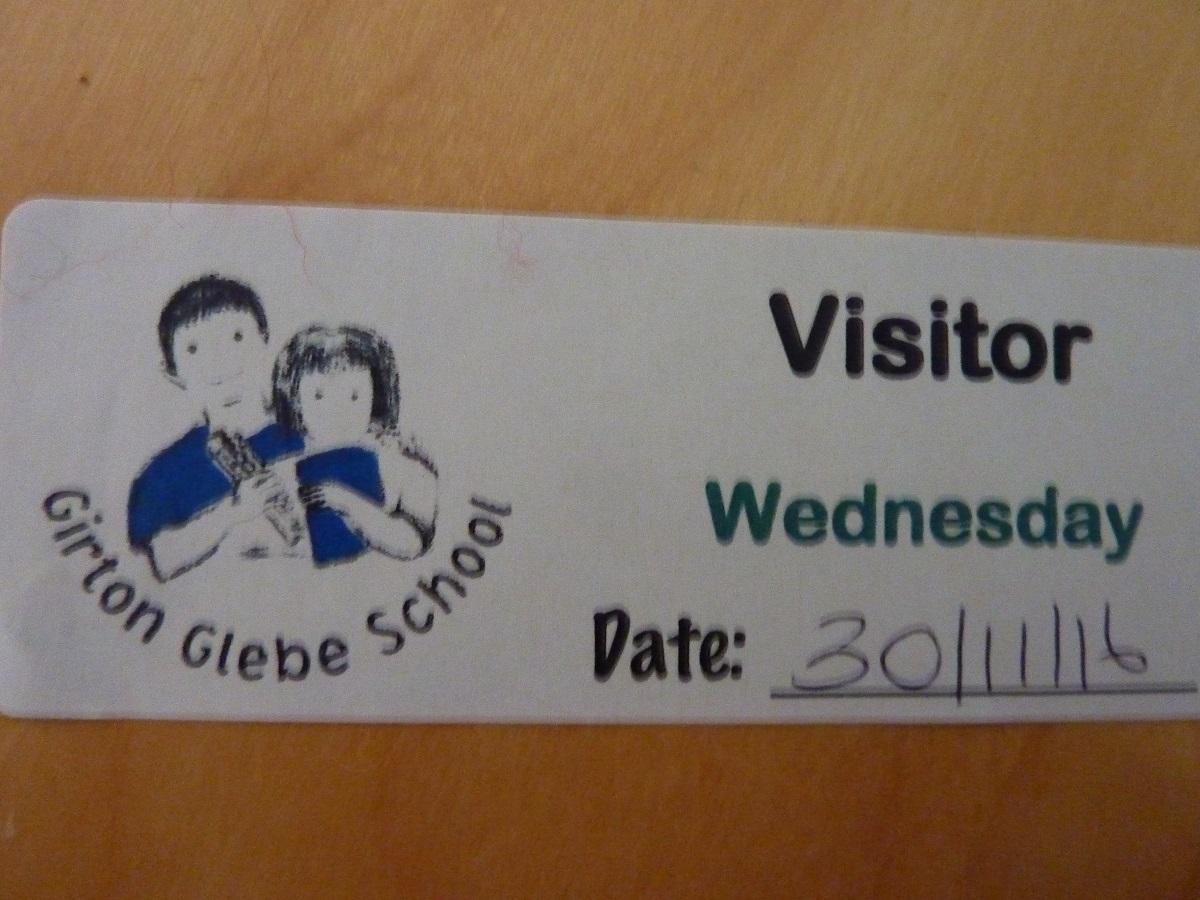 Girton Glebe School
Visitor
Wednesday
Date: 30/11/16